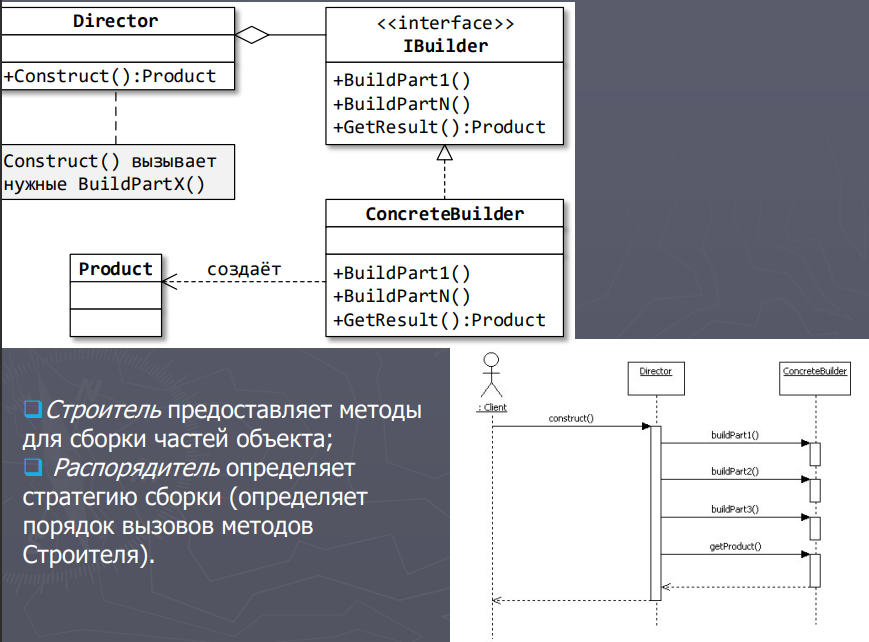 Director
+Construct():Product
Construct() вызывает
нужные BuildPartX()
<<interface>>
IBuilder
+BuildPart1()
+BuildPartN()
+GetResult():Product
ConcreteBuilder
+BuildPart1()
+BuildPartN()
+GetResult():Product
Product
создаёт
Строитель предоставляет методы
для сборки частей объекта;
Распорядитель определяет
стратегию сборки (определяет
порядок вызовов методов
Строителя).
: Client
Director
ConcreteBuilder
construct()
buildPart1()
buildPart2()
buildPart3()
getProduct()